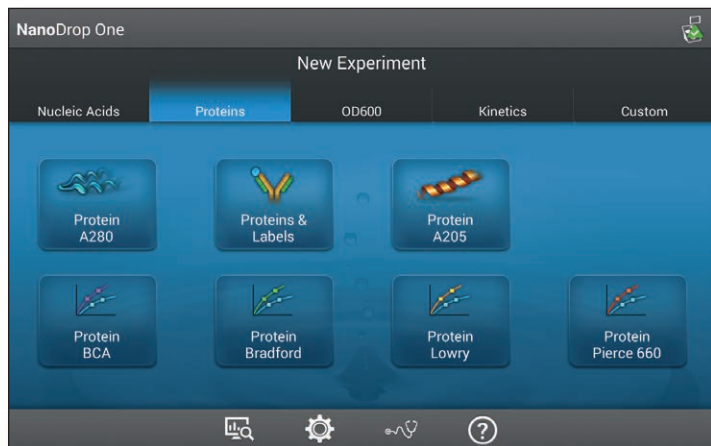 NanoDrop One
New Experiment
Nucleic Acids
Proteins
OD600
Kinetics
Custom
Protein
A280
Proteins &
Labels
Protein
A205
Protein
BCA
Protein
Bradford
Protein
Lowry
Protein
Pierce 660
?